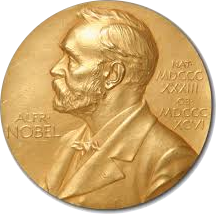 ALFR·
NOBEL
NAT·
MDCCC
XXXIII
OB·
MDCCC
XCVI